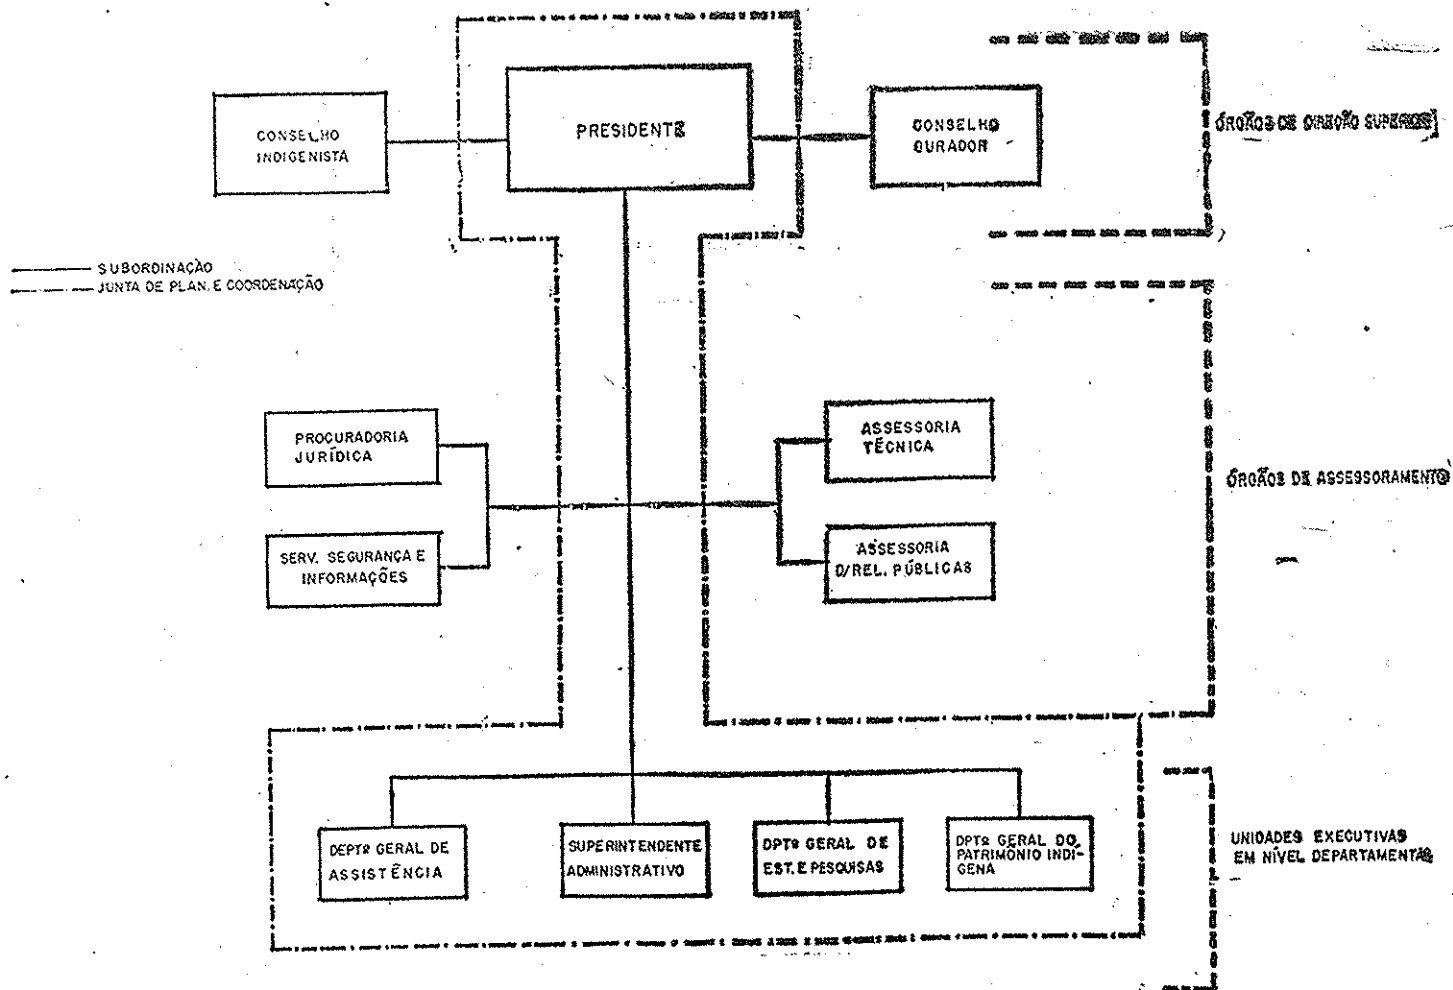 PRESIDENTE
CONSELHO
INDIGENISTA
CONSELHO
CURADOR
ÓRGÃOS DE DIREÇÃO SUPERIOR
SUBORDINAÇÃO
JUNTA DE PLAN. E COORDENAÇÃO
PROCURADORIA
JURÍDICA
ASSESSORIA
TÉCNICA
ÓRGÃOS DE ASSESSORAMENTO
SERV. SEGURANÇA E
INFORMAÇÕES
ASSESSORIA
D/REL. PÚBLICAS
DEPTº GERAL DE
ASSISTÊNCIA
SUPERINTENDENTE
ADMINISTRATIVO
DPTº GERAL DE
EST. E PESQUISAS
DPTº GERAL DO
PATRIMÔNIO INDÍ-
GENA
UNIDADES EXECUTIVAS
EM NÍVEL DEPARTAMENTAL